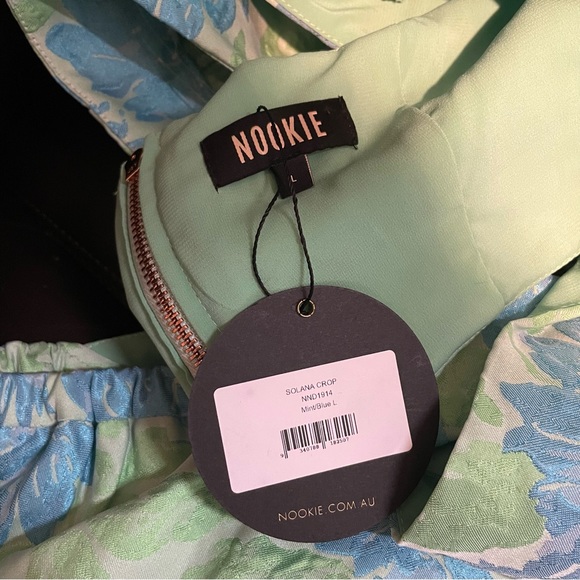 NOOKIE
L
SOLANA CROP
NND1914
Mint/Blue L
NOOKIE.COM.AU